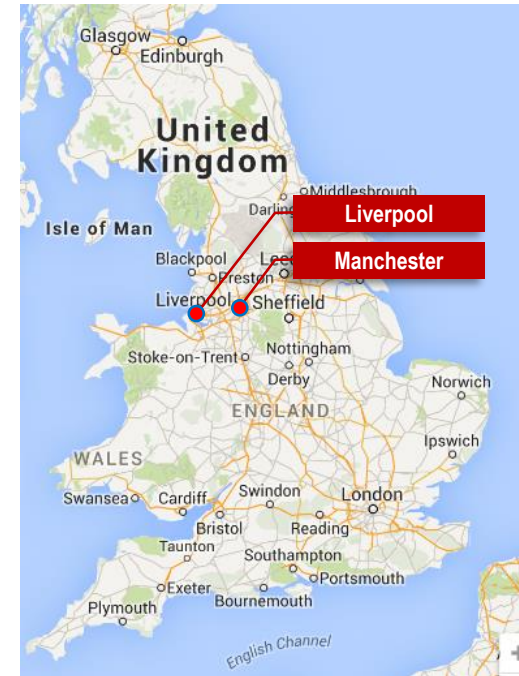 Glasgow
Edinburgh
United
Kingdom
Middlesbrough
Isle of Man
Liverpool
Blackpool
Manchester
Preston
Liverpool
Sheffield
Stoke-on-Trent
Nottingham
Derby
Norwich
ENGLAND
Ipswich
WALES
Swansea
Cardiff
Swindon
London
Bristol
Reading
Taunton
Southampton
Exeter
Portsmouth
Plymouth
Bournemouth
English Channel